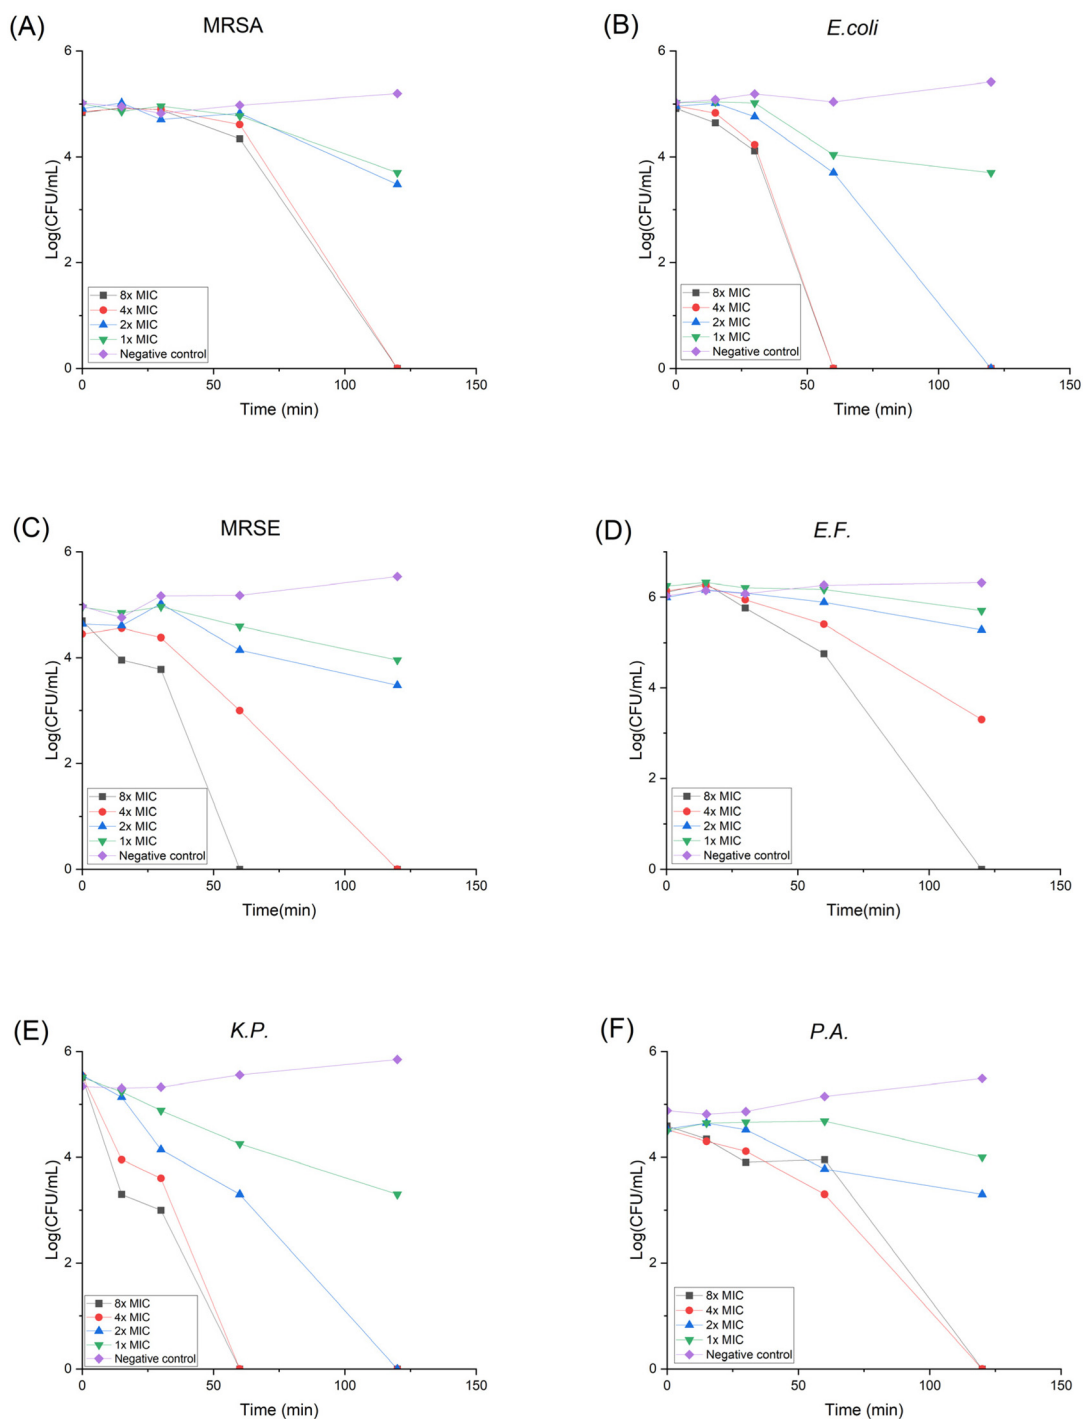 (A)
MRSA
6
4
2
0
Log(CFU/mL)
8x MIC
4x MIC
2x MIC
1x MIC
Negative control
0
50
100
150
Time (min)
(B)
E.coli
6
4
2
0
Log(CFU/mL)
8x MIC
4x MIC
2x MIC
1x MIC
Negative control
0
50
100
150
Time (min)
(C)
MRSE
6
4
2
0
Log(CFU/mL)
8x MIC
4x MIC
2x MIC
1x MIC
Negative control
0
50
100
150
Time(min)
(D)
E.F.
6
4
2
0
Log(CFU/mL)
8x MIC
4x MIC
2x MIC
1x MIC
Negative control
0
50
100
150
Time(min)
(E)
K.P.
6
4
2
0
Log(CFU/mL)
8x MIC
4x MIC
2x MIC
1x MIC
Negative control
0
50
100
150
Time (min)
(F)
P.A.
6
4
2
0
Log(CFU/mL)
8x MIC
4x MIC
2x MIC
1x MIC
Negative control
0
50
100
150
Time (min)